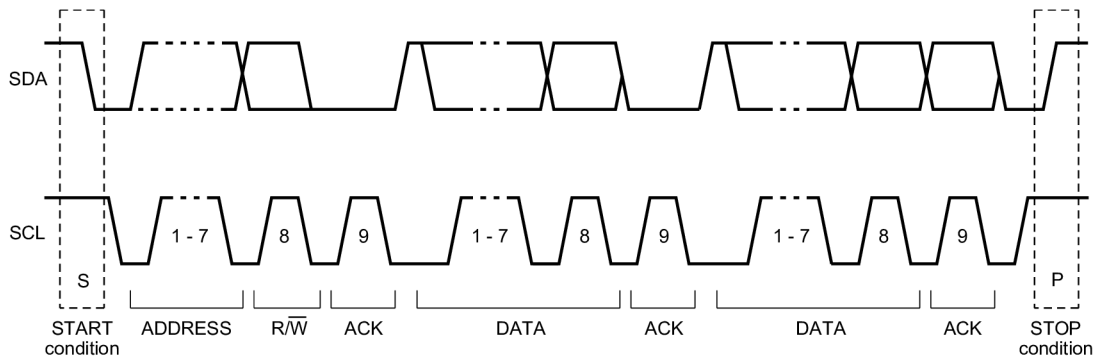 SDA
SCL
1 - 7
8
9
1 - 7
8
9
1 - 7
8
9
S
P
START
condition
ADDRESS
R/W̅
ACK
DATA
ACK
DATA
ACK
STOP
condition